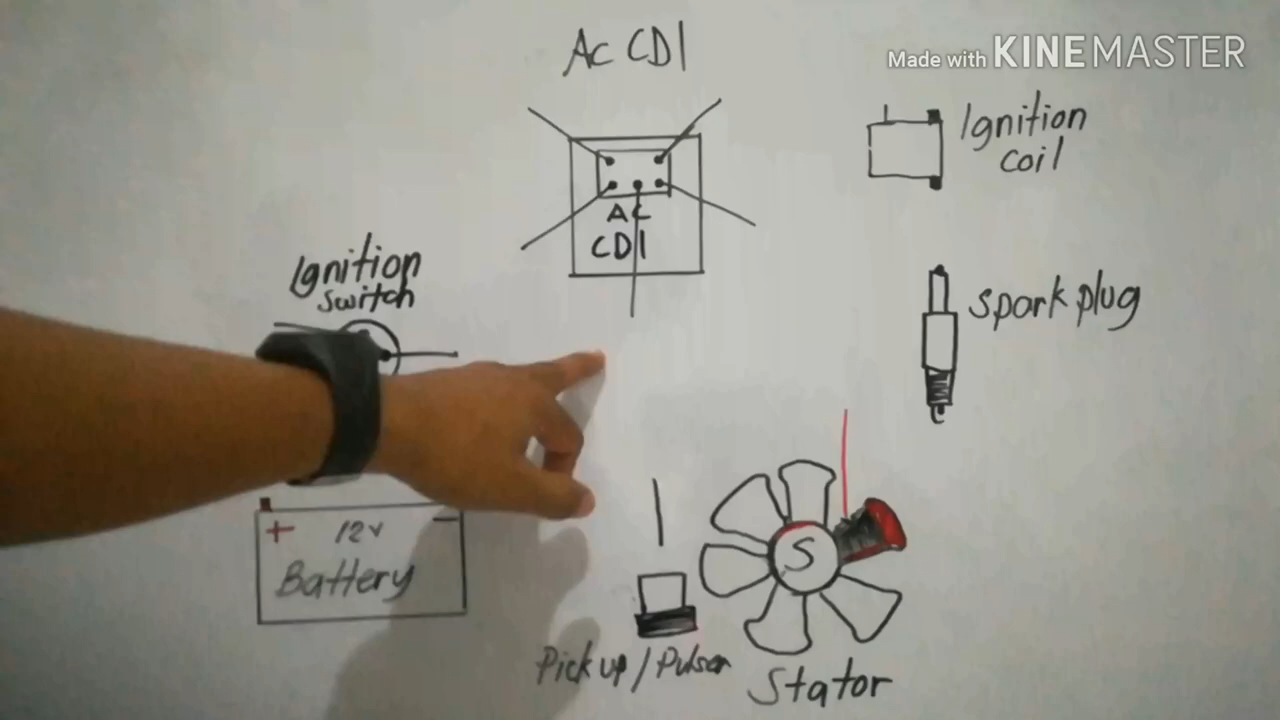 Ac CDI
Made with KINEMASTER
Ignition
coil
AC
CDI
Ignition
switch
spark plug
+ 12v -
Battery
S
Pick up / Pulser
Stator